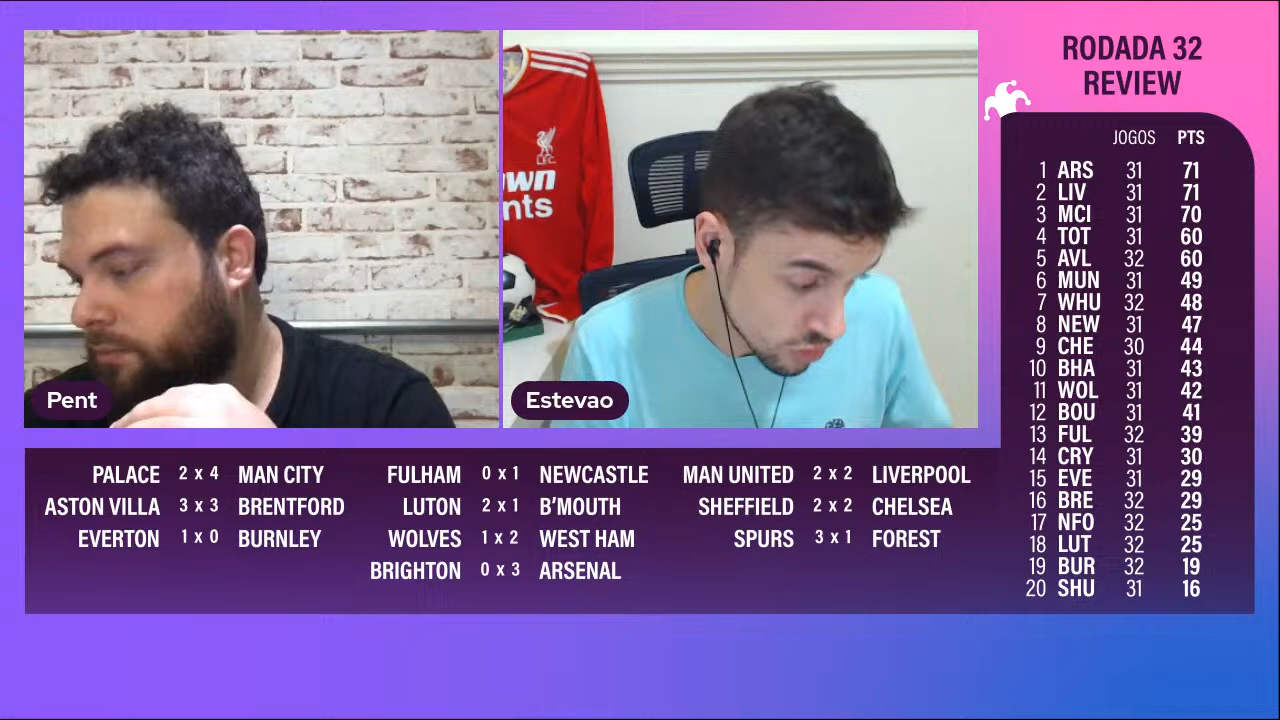 RODADA 32
REVIEW
JOGOS PTS
1 ARS 31 71
2 LIV 31 71
3 MCI 31 70
4 TOT 31 60
5 AVL 32 60
6 MUN 31 49
7 WHU 32 48
8 NEW 31 47
9 CHE 30 44
10 BHA 31 43
11 WOL 31 42
12 BOU 31 41
13 FUL 32 39
14 CRY 31 30
15 EVE 31 29
16 BRE 32 29
17 NFO 32 25
18 LUT 32 25
19 BUR 32 19
20 SHU 31 16
L.F.C.
wn
nts
Pent
Estevao
PALACE 2 x 4 MAN CITY
ASTON VILLA 3 x 3 BRENTFORD
EVERTON 1 x 0 BURNLEY
FULHAM 0 x 1 NEWCASTLE
LUTON 2 x 1 B'MOUTH
WOLVES 1 x 2 WEST HAM
BRIGHTON 0 x 3 ARSENAL
MAN UNITED 2 x 2 LIVERPOOL
SHEFFIELD 2 x 2 CHELSEA
SPURS 3 x 1 FOREST